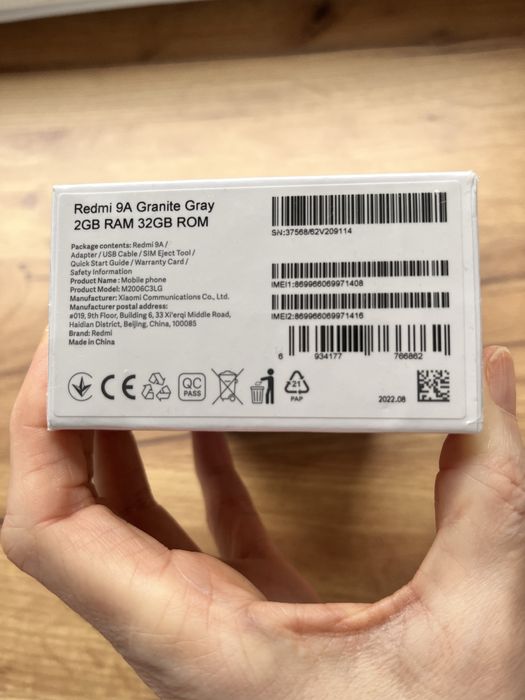 Redmi 9A Granite Gray
2GB RAM 32GB ROM
Package contents: Redmi 9A /
Adapter / USB Cable / SIM Eject Tool /
Quick Start Guide / Warranty Card /
Safety Information
Product Name : Mobile phone
Product Model: M2006C3LG
Manufacturer: Xiaomi Communications Co., Ltd.
Manufacturer postal address:
#019, 9th Floor, Building 6, 33 Xi'erqi Middle Road,
Haidian District, Beijing, China, 100085
Brand: Redmi
Made in China
SN:37568/62V209114
IMEI1:869966069971408
IMEI2:869966069971416
6 934177 766862
CE
QC
PASS
21
PAP
2022.08